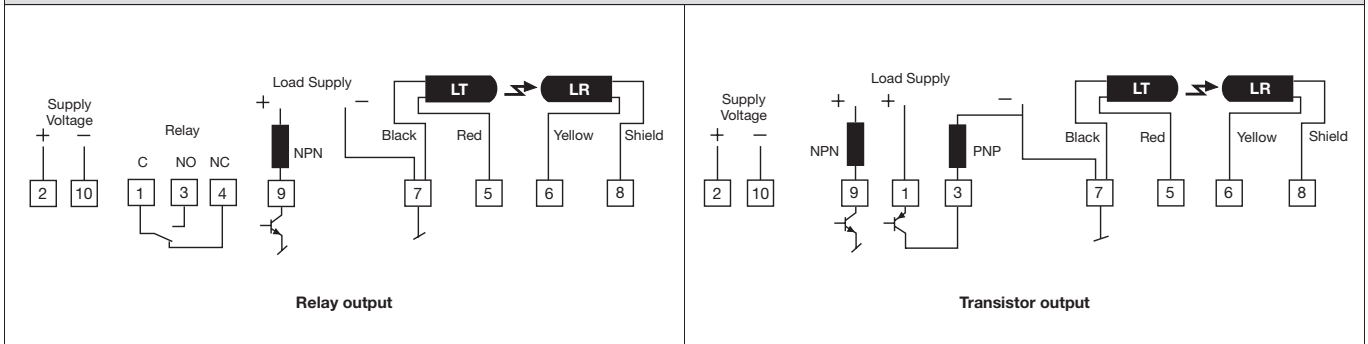 Supply
Voltage
+ −
Relay
C NO NC
Load Supply
+ −
NPN
LT LR
Black Red Yellow Shield
2 10 1 3 4 9 7 5 6 8
Relay output
Supply
Voltage
+ −
Load Supply
+ + −
NPN PNP
LT LR
Black Red Yellow Shield
2 10 9 1 3 7 5 6 8
Transistor output